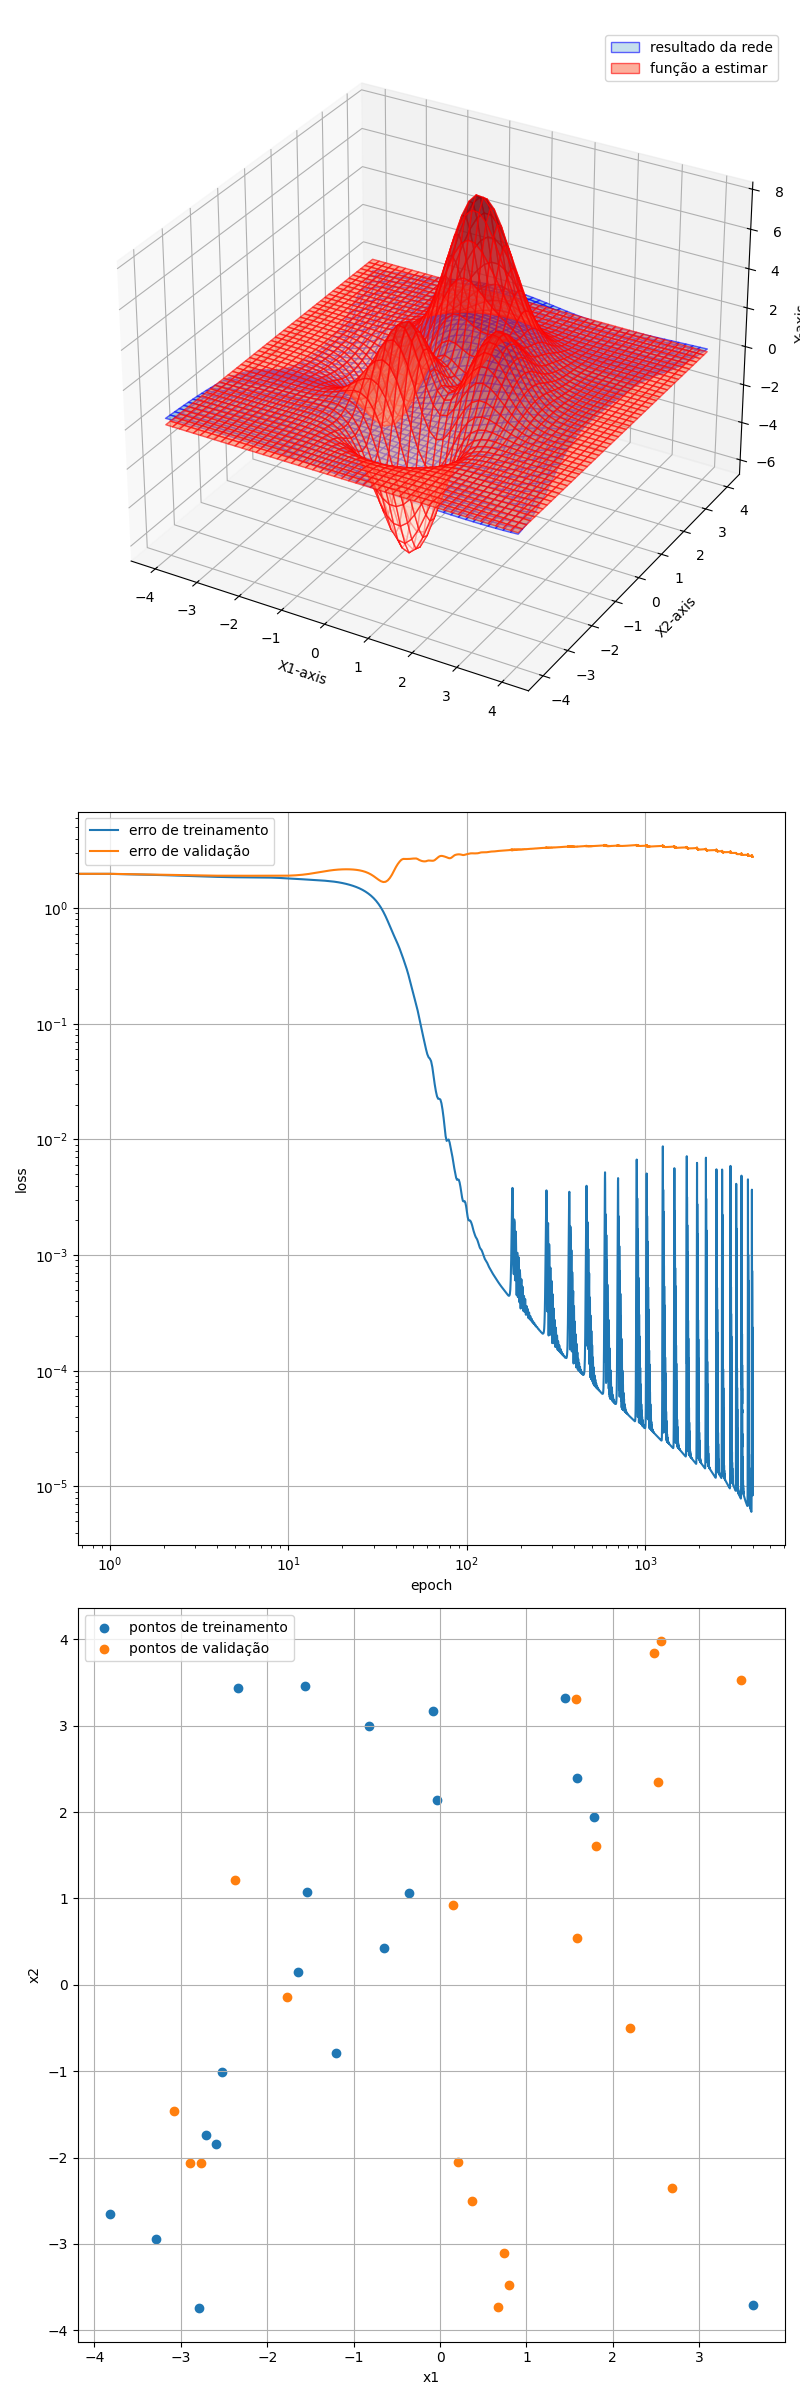 resultado da rede
função a estimar
8
6
4
2
0
−2
−4
−6
−4
−3
−2
−1
0
1
2
3
4
X1-axis
−4
−3
−2
−1
0
1
2
3
4
X2-axis
erro de treinamento
erro de validação
10^0
10^-1
10^-2
10^-3
10^-4
10^-5
loss
10^0 10^1 10^2 10^3
epoch
pontos de treinamento
pontos de validação
4
3
2
1
0
−1
−2
−3
−4
x2
−4 −3 −2 −1 0 1 2 3
x1